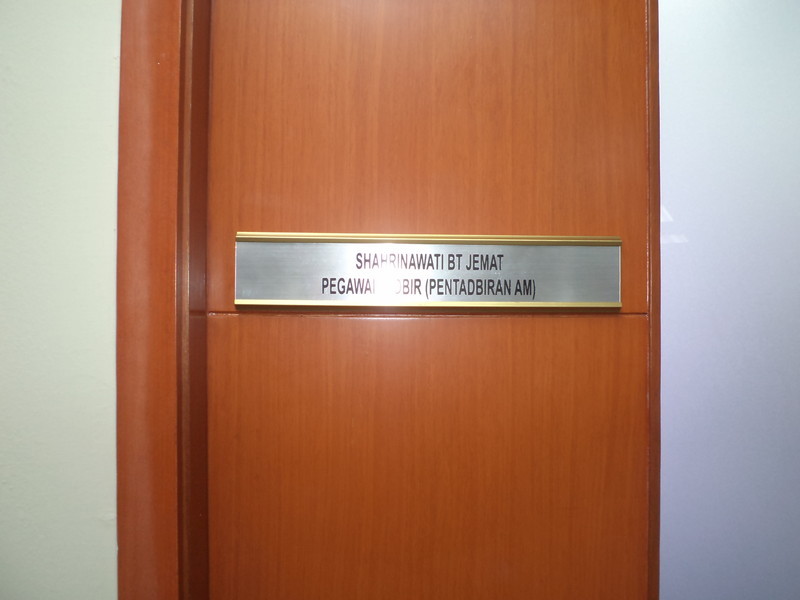 SHAHRINAWATI BT JEMAT
PEGAWAI (PENTADBIRAN AM)